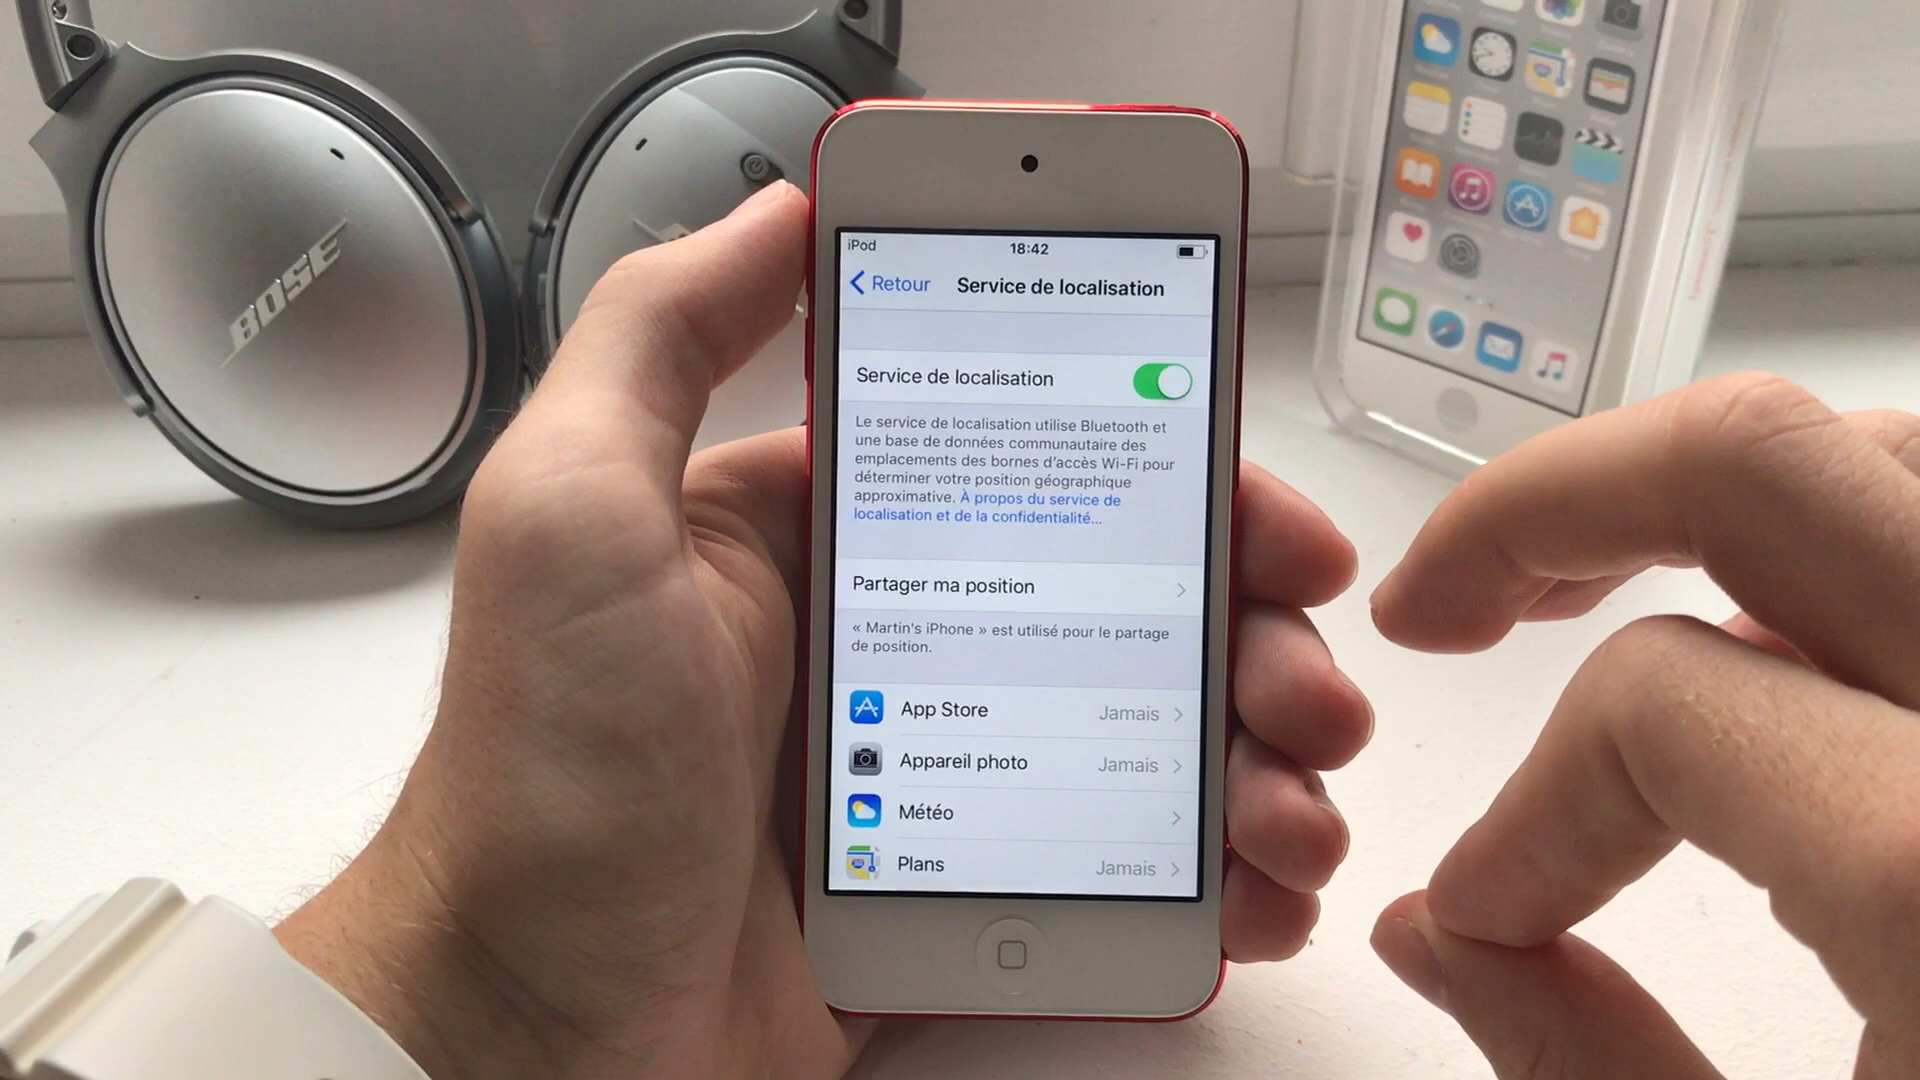 BOSE
iPod
18:42
Retour
Service de localisation
Service de localisation
Le service de localisation utilise Bluetooth et
une base de données communautaire des
emplacements des bornes d'accès Wi-Fi pour
déterminer votre position géographique
approximative. À propos du service de
localisation et de la confidentialité...
Partager ma position
« Martin's iPhone » est utilisé pour le partage
de position.
App Store
Jamais
Appareil photo
Jamais
Météo
Plans
Jamais